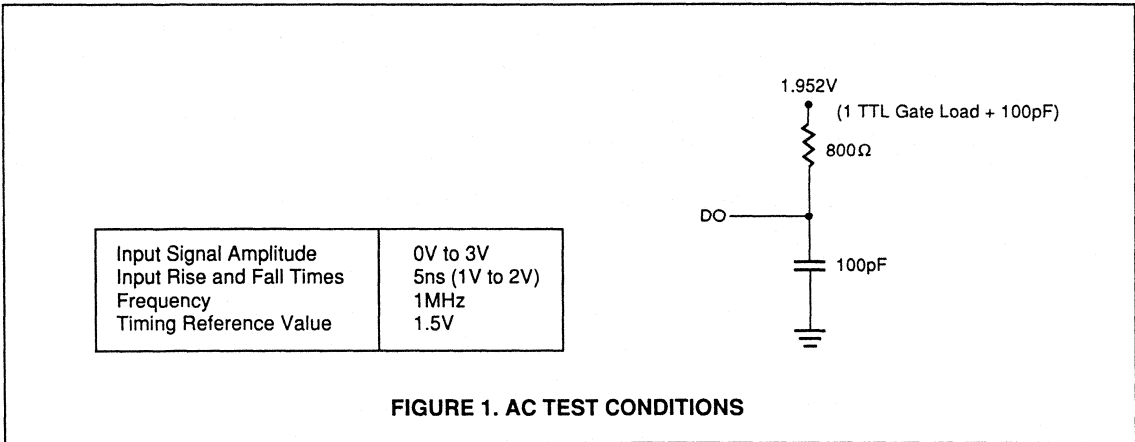 1.952V
(1 TTL Gate Load + 100pF)
800Ω
DO
100pF
Input Signal Amplitude 0V to 3V
Input Rise and Fall Times 5ns (1V to 2V)
Frequency 1MHz
Timing Reference Value 1.5V
FIGURE 1. AC TEST CONDITIONS